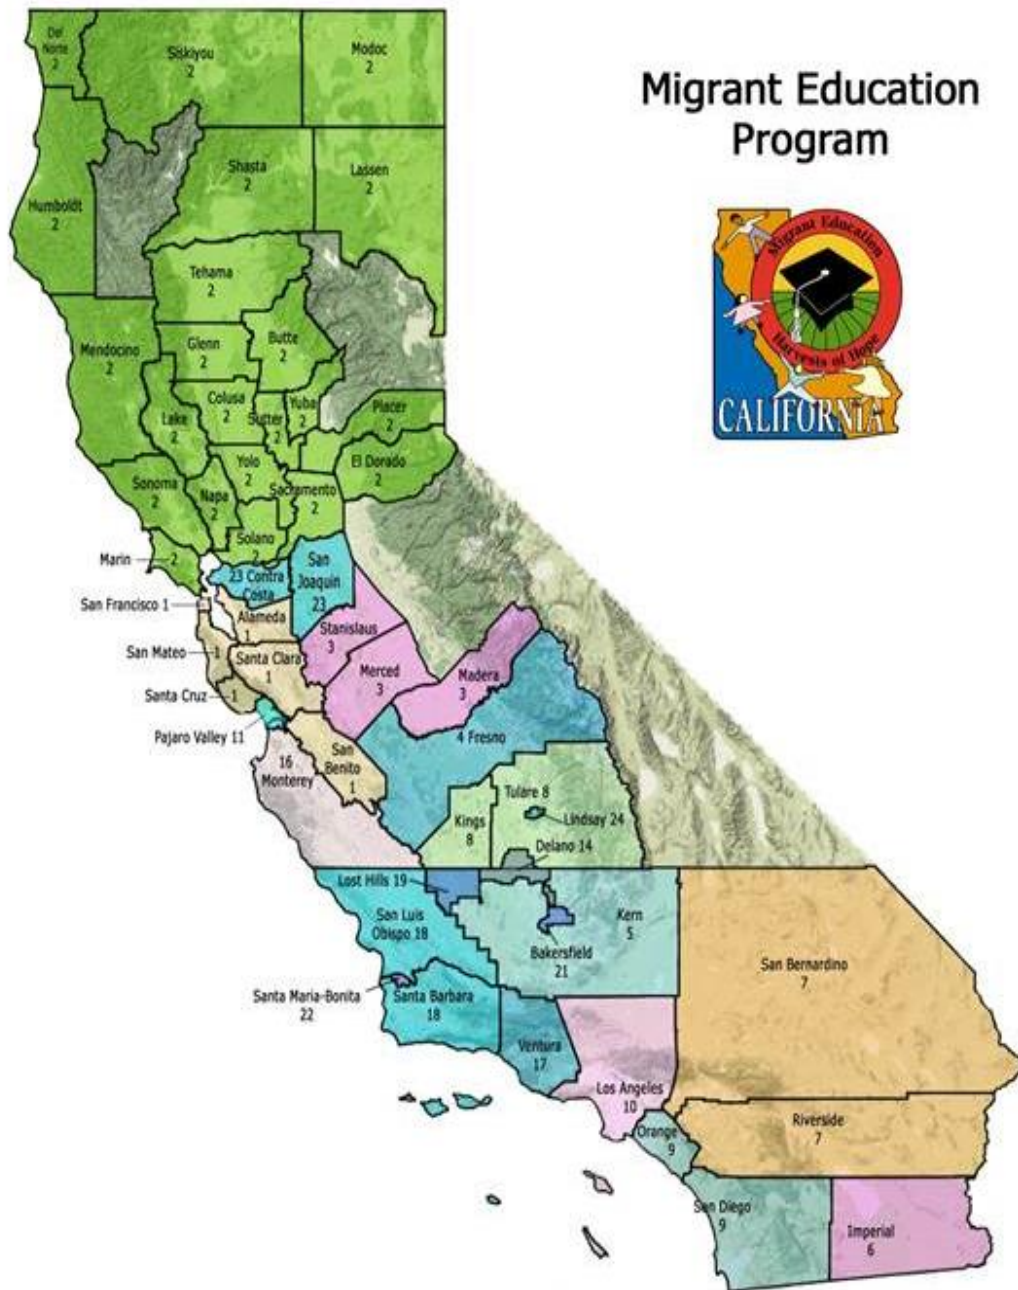 Migrant Education
Program
Migrant Education
Harvests of Hope
CALIFORNIA
Del
Norte
2
Siskiyou
2
Modoc
2
Humboldt
2
Shasta
2
Lassen
2
Tehama
2
Mendocino
2
Glenn
2
Butte
2
Lake
2
Colusa
2
Sutter
2
Yuba
2
Placer
2
Sonoma
2
Napa
2
Yolo
2
Sacramento
2
El Dorado
2
Solano
2
Marin
2
23 Contra
Costa
San
Joaquin
23
San Francisco 1
Alameda
1
Stanislaus
3
San Mateo
1
Santa Clara
1
Merced
3
Madera
3
Santa Cruz
1
Pajaro Valley 11
4 Fresno
16
Monterey
San
Benito
1
Tulare 8
Lindsay 24
Kings
8
Delano 14
Lost Hills 19
San Luis
Obispo 18
Kern
5
Bakersfield
21
San Bernardino
7
Santa Maria-Bonita
22
Santa Barbara
18
Ventura
17
Los Angeles
10
Orange
9
Riverside
7
San Diego
9
Imperial
6